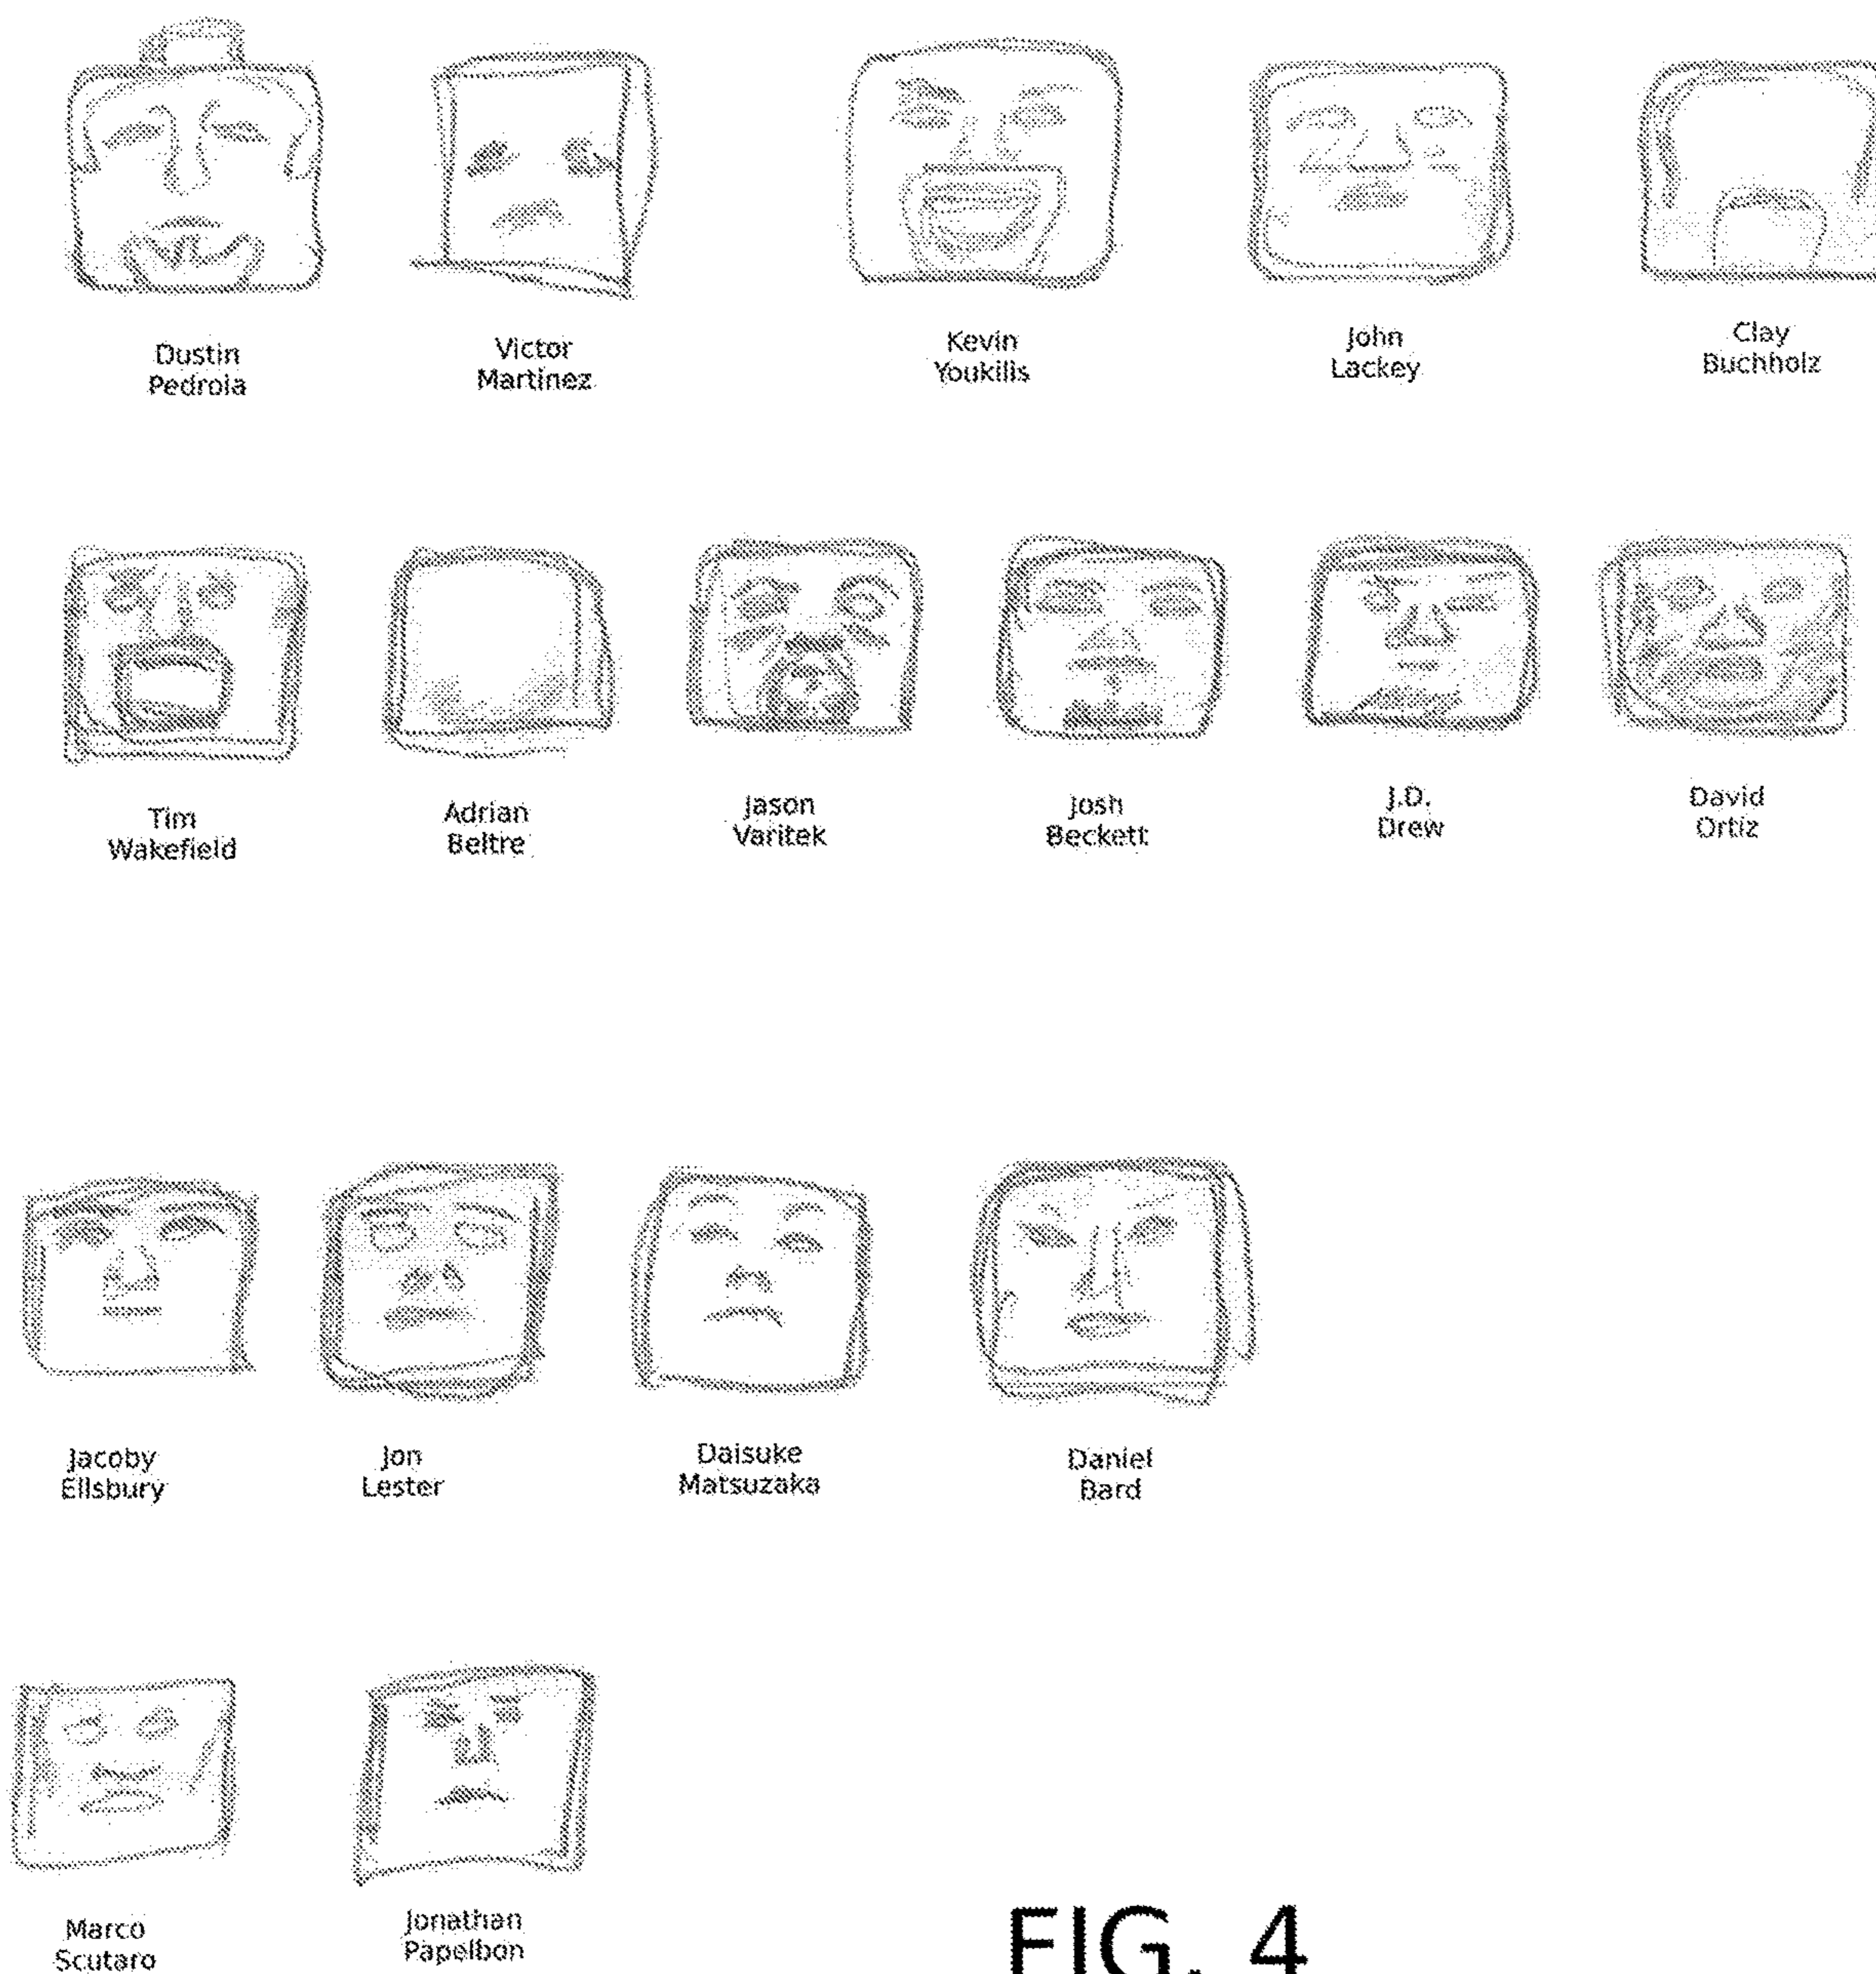 Dustin
Pedroia
Victor
Martinez
Kevin
Youkilis
John
Lackey
Clay
Buchholz
Tim
Wakefield
Adrian
Beltre
Jason
Varitek
Josh
Beckett
J.D.
Drew
David
Ortiz
Jacoby
Ellsbury
Jon
Lester
Daisuke
Matsuzaka
Daniel
Bard
Marco
Scutaro
Jonathan
Papelbon
FIG. 4